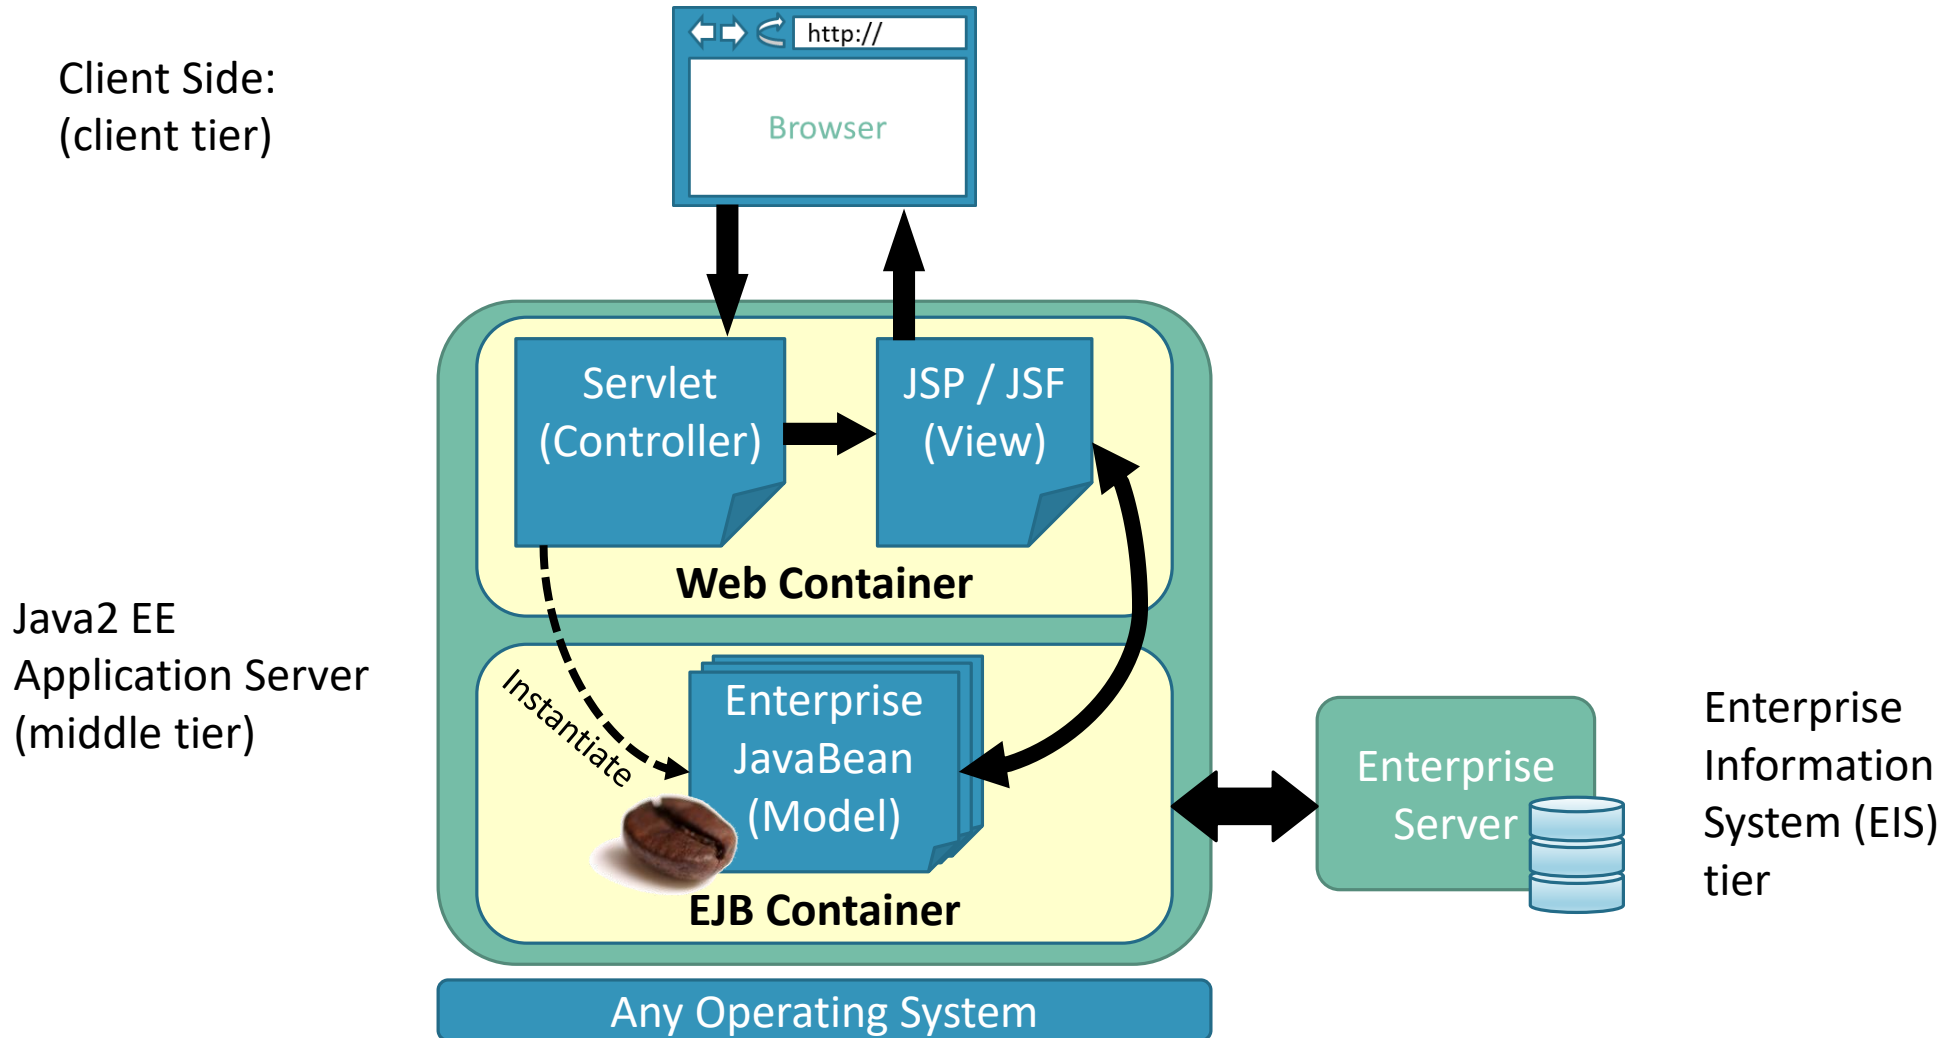 Client Side:
(client tier)
http://
Browser
Servlet
(Controller)
JSP / JSF
(View)
Web Container
Java2 EE
Application Server
(middle tier)
Instantiate
Enterprise
JavaBean
(Model)
EJB Container
Enterprise
Server
Enterprise
Information
System (EIS)
tier
Any Operating System